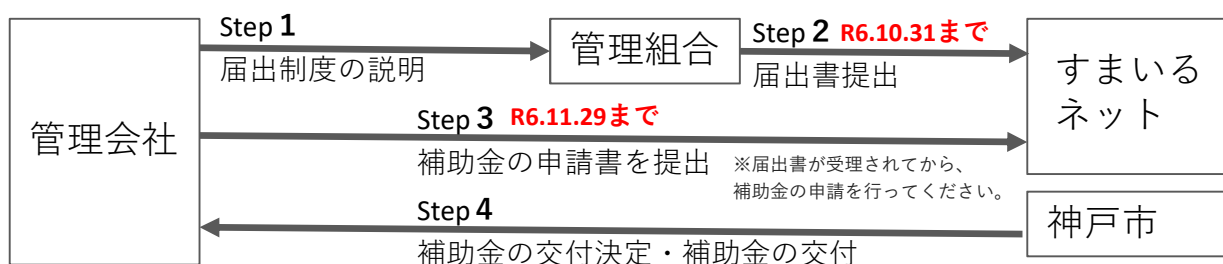 管理会社
Step 1
届出制度の説明
管理組合
Step 2 R6.10.31まで
届出書提出
すまいる
ネット
Step 3 R6.11.29まで
補助金の申請書を提出
※届出書が受理されてから、
補助金の申請を行ってください。
Step 4
補助金の交付決定・補助金の交付
神戸市